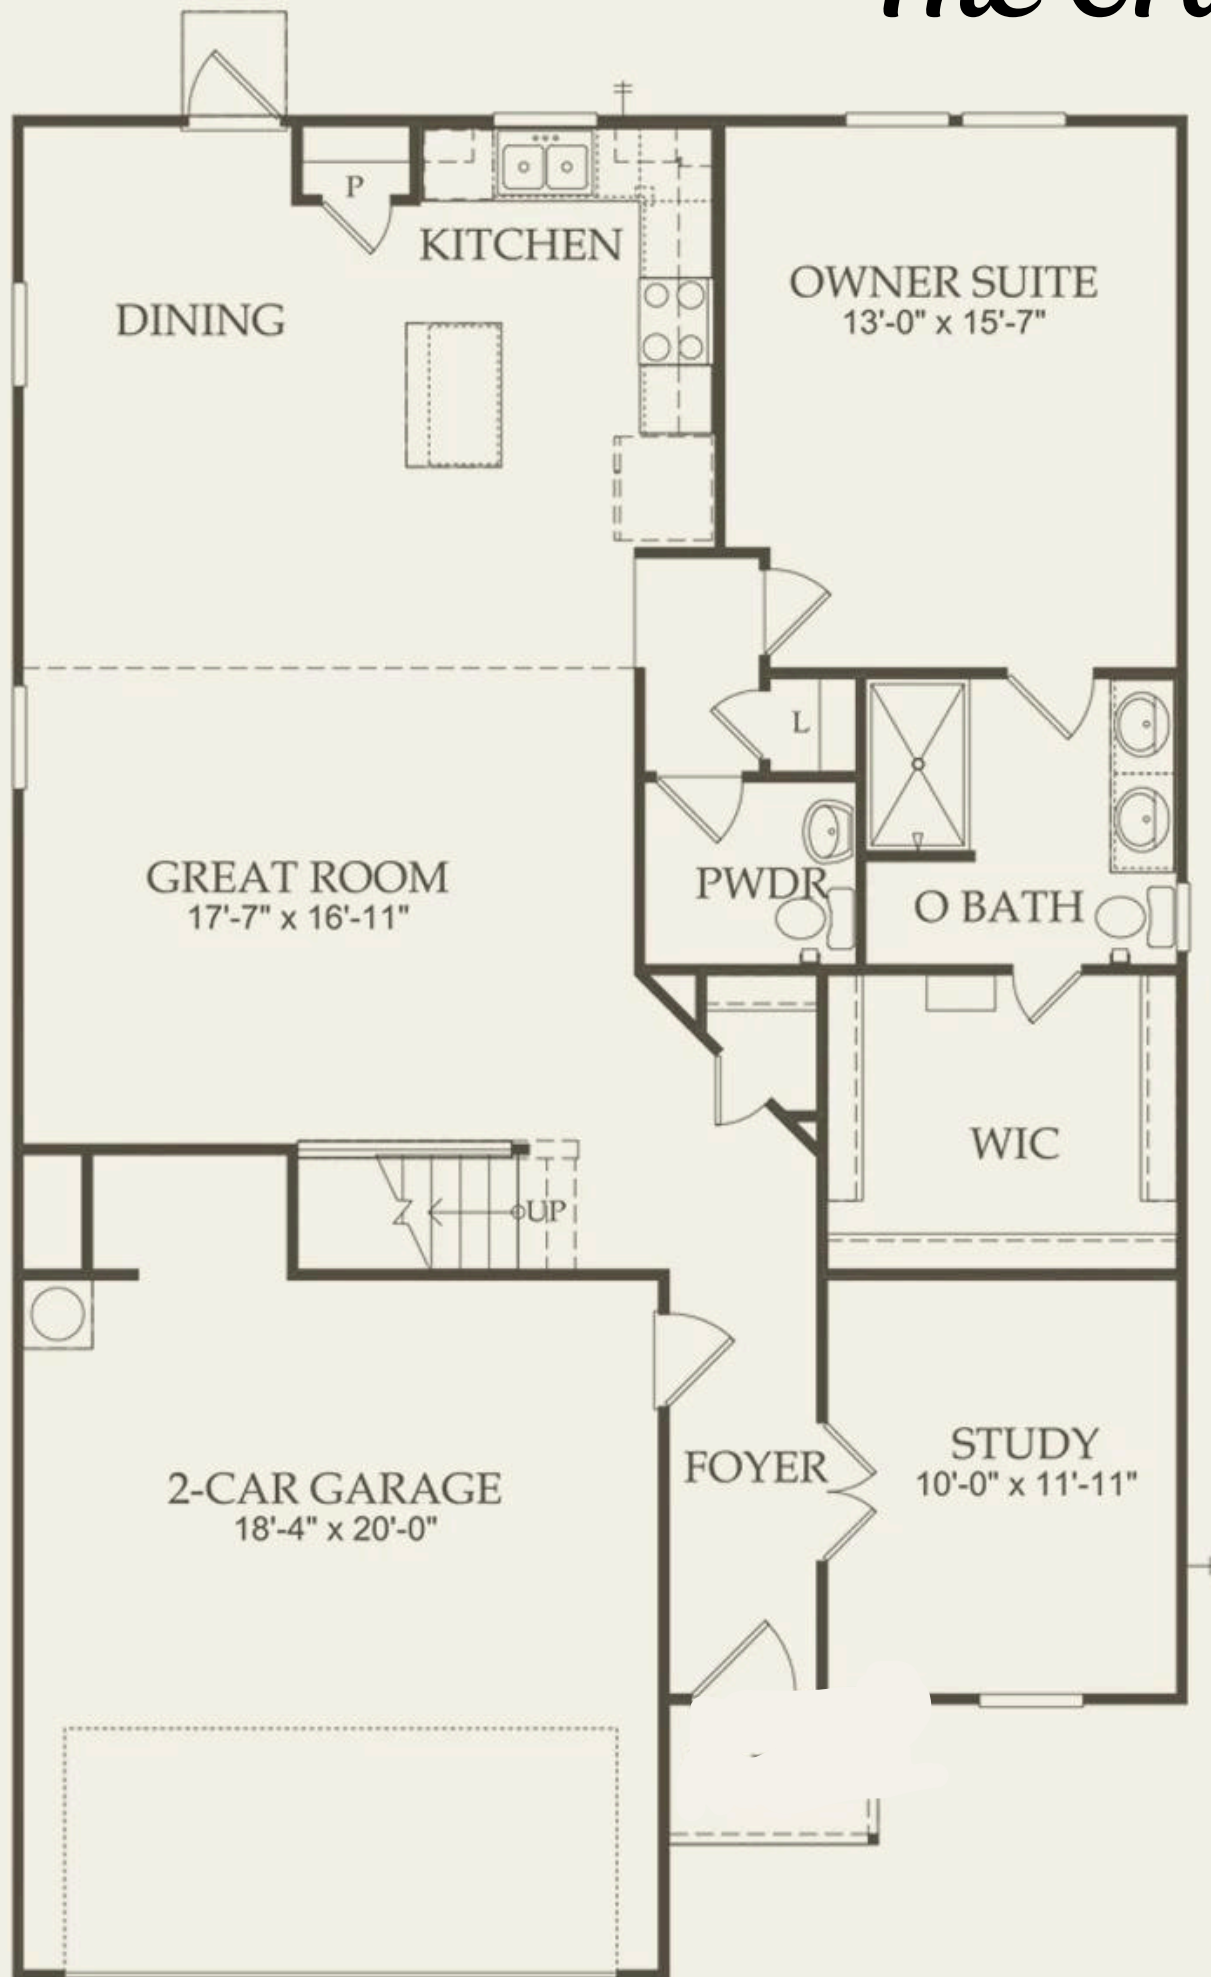 P
KITCHEN
DINING
OWNER SUITE
13'-0" x 15'-7"
L
GREAT ROOM
17'-7" x 16'-11"
PWDR
O BATH
WIC
UP
2-CAR GARAGE
18'-4" x 20'-0"
FOYER
STUDY
10'-0" x 11'-11"